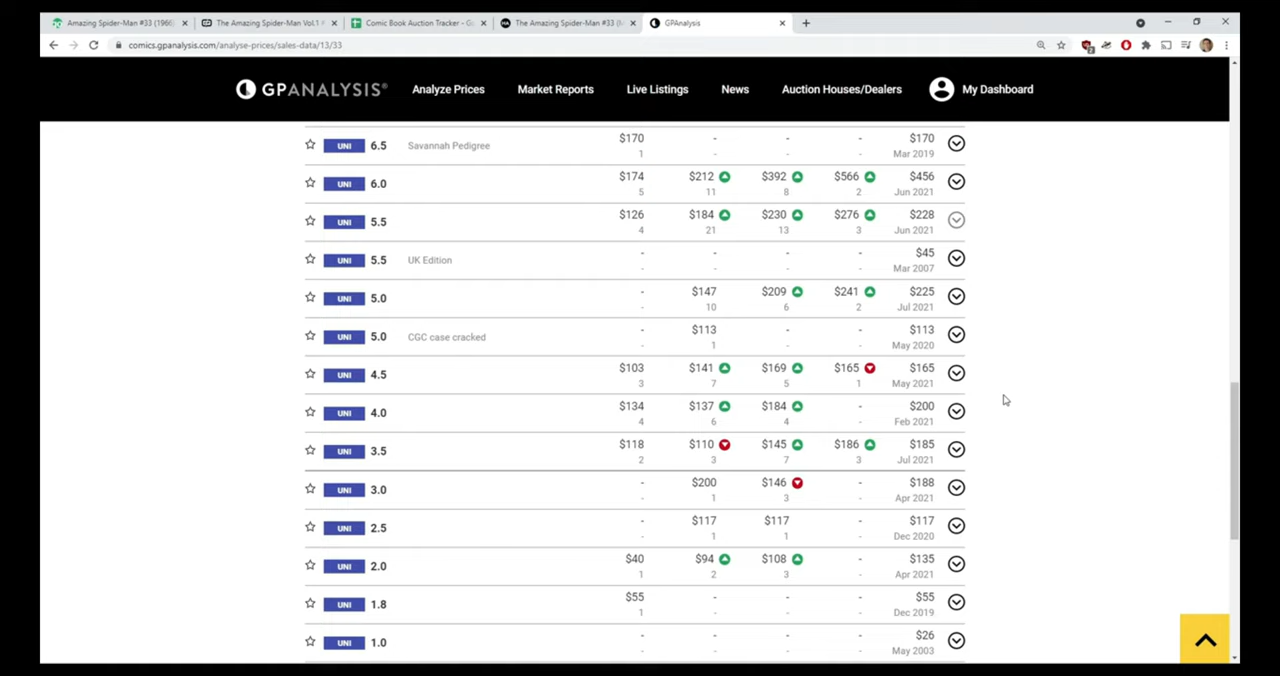 Amazing Spider-Man #33 (1966)
The Amazing Spider-Man Vol.1 #
Comic Book Auction Tracker - G
The Amazing Spider-Man #33 (M
GPAnalysis
comics.gpanalysis.com/analyse-prices/sales-data/13/33
GPANALYSIS® Analyze Prices Market Reports Live Listings News Auction Houses/Dealers My Dashboard
UNI 6.5 Savannah Pedigree $170 - - - $170
1 - - - Mar 2019
UNI 6.0 $174 $212 $392 $566 $456
5 11 8 2 Jun 2021
UNI 5.5 $126 $184 $230 $276 $228
4 21 13 3 Jun 2021
UNI 5.5 UK Edition - - - - $45
- - - - Mar 2007
UNI 5.0 - $147 $209 $241 $225
- 10 6 2 Jul 2021
UNI 5.0 CGC case cracked - $113 - - $113
- 1 - - May 2020
UNI 4.5 $103 $141 $169 $165 $165
3 7 5 1 May 2021
UNI 4.0 $134 $137 $184 - $200
4 6 4 - Feb 2021
UNI 3.5 $118 $110 $145 $186 $185
2 3 7 3 Jul 2021
UNI 3.0 - $200 $146 - $188
- 1 3 - Apr 2021
UNI 2.5 - $117 $117 - $117
- 1 1 - Dec 2020
UNI 2.0 $40 $94 $108 - $135
1 2 3 - Apr 2021
UNI 1.8 $55 - - - $55
1 - - - Dec 2019
UNI 1.0 - - - - $26
- - - - May 2003